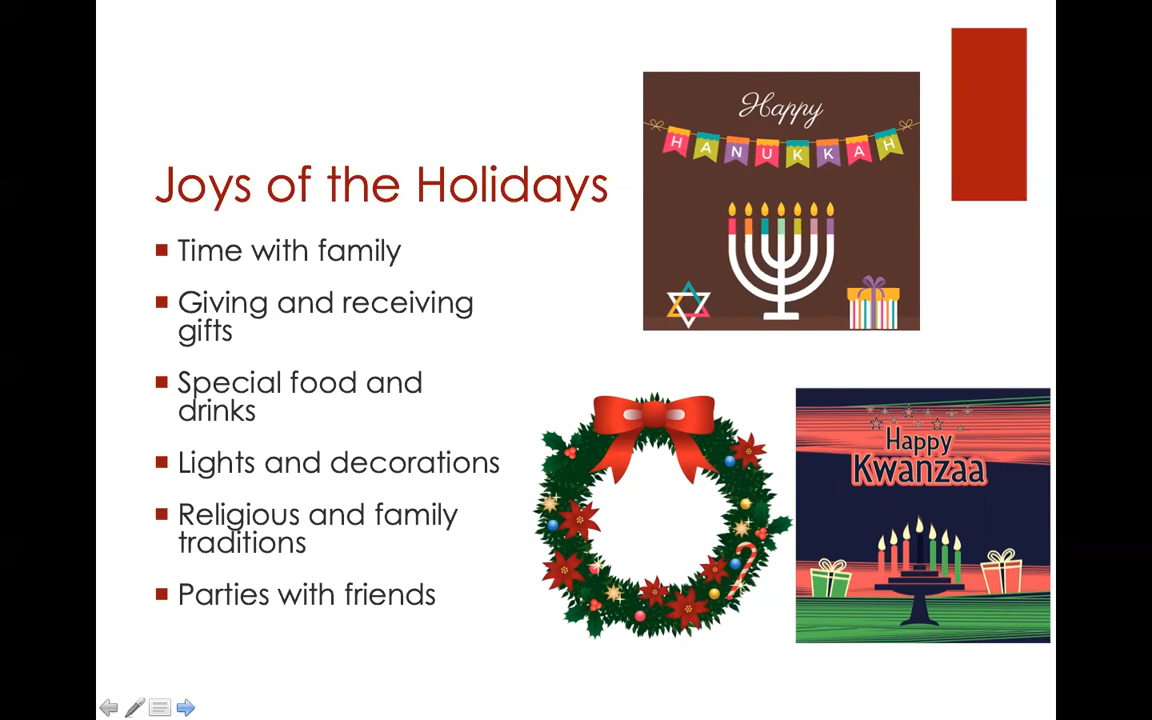 Joys of the Holidays
Time with family
Giving and receiving
gifts
Special food and
drinks
Lights and decorations
Religious and family
traditions
Parties with friends
Happy
HANUKKAH
Happy
Kwanzaa